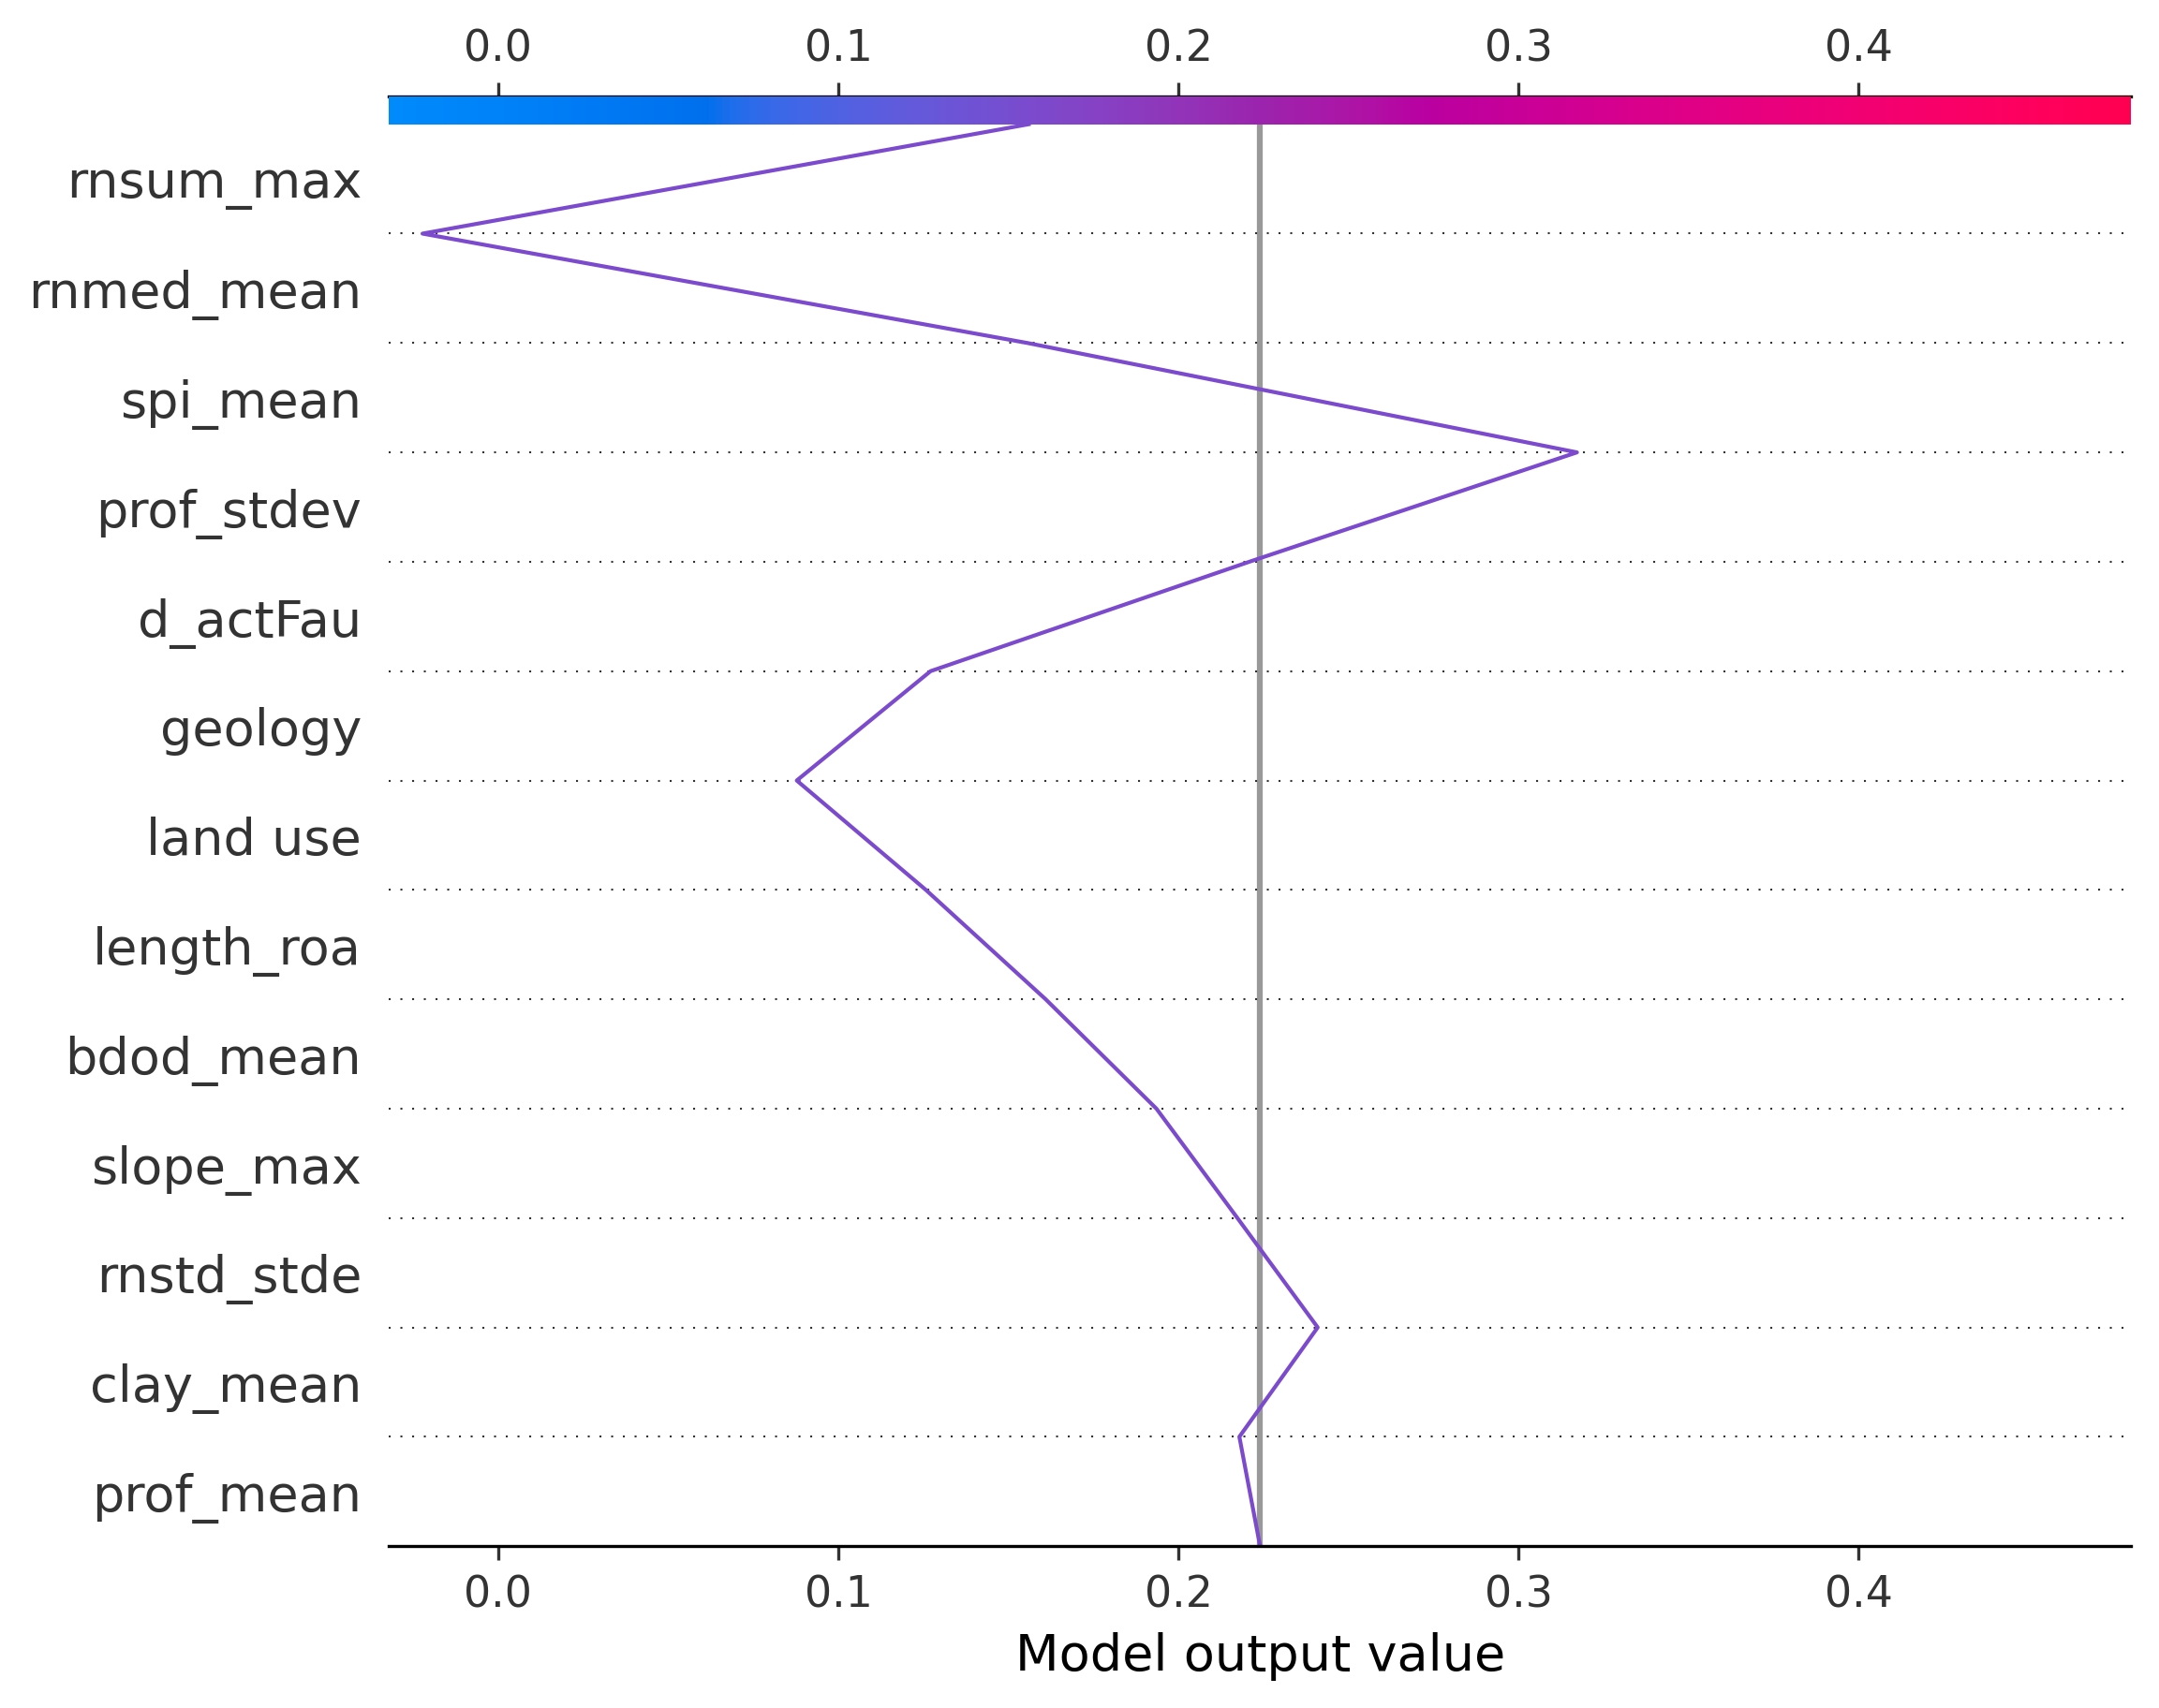 0.0 0.1 0.2 0.3 0.4
rnsum_max
rnmed_mean
spi_mean
prof_stdev
d_actFau
geology
land use
length_roa
bdod_mean
slope_max
rnstd_stde
clay_mean
prof_mean
0.0 0.1 0.2 0.3 0.4
Model output value